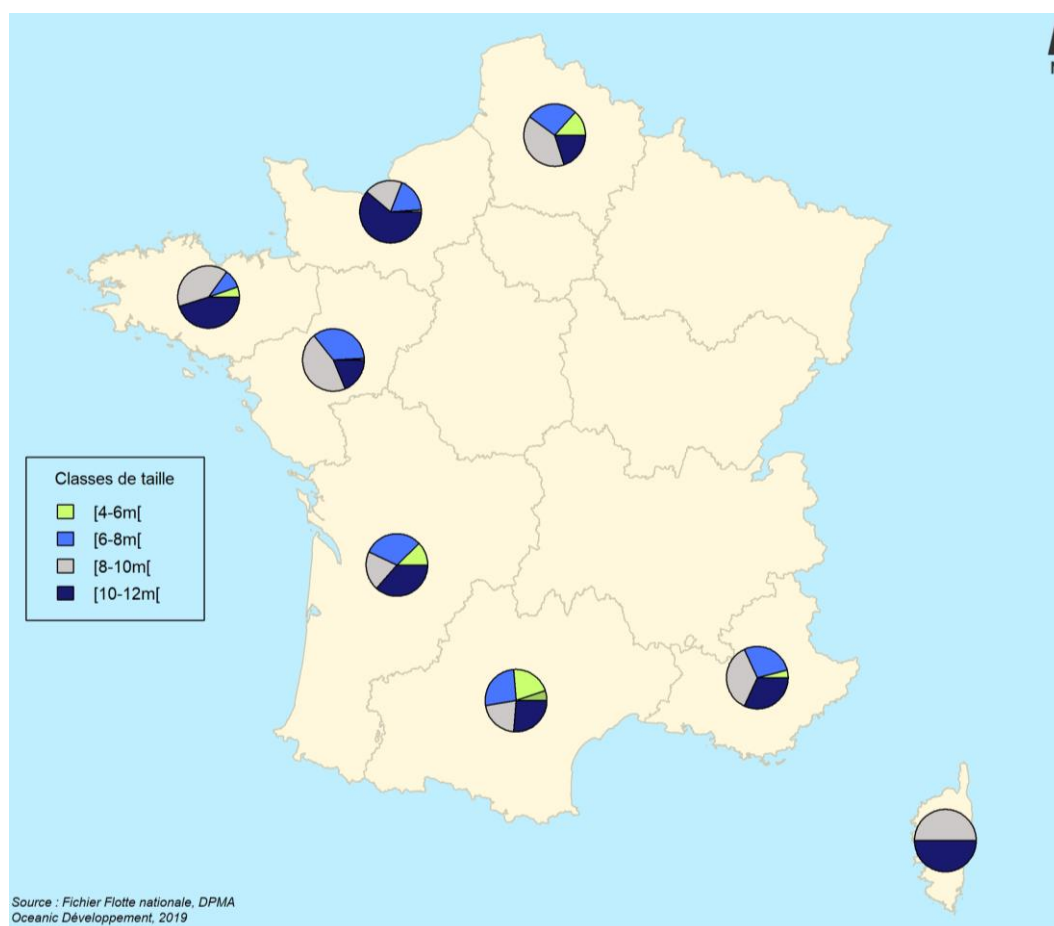 Classes de taille
[4-6m[
[6-8m[
[8-10m[
[10-12m[
Source : Fichier Flotte nationale, DPMA
Oceanic Développement, 2019